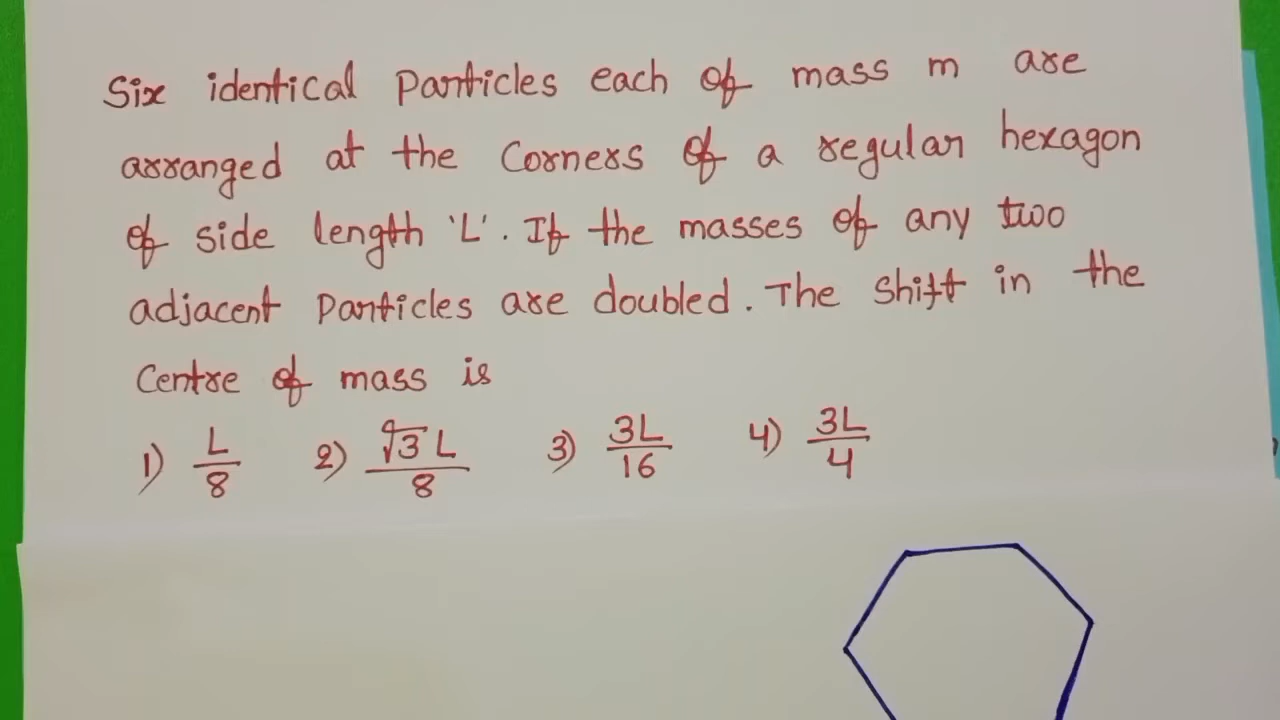 Six identical Particles each of mass m are
arranged at the Corners of a regular hexagon
of side length 'L'. If the masses of any two
adjacent Particles are doubled. The shift in the
Centre of mass is
1) L/8 2) √3 L/8 3) 3L/16 4) 3L/4